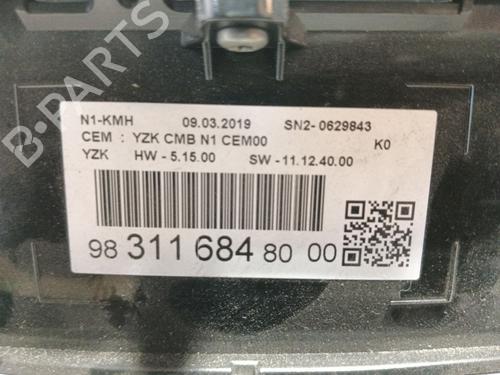 B-PARTS
N1-KMH 09.03.2019 SN2- 0629843
CEM : YZK CMB N1 CEM00 K0
YZK HW - 5.15.00 SW - 11.12.40.00
98 311 684 80 00